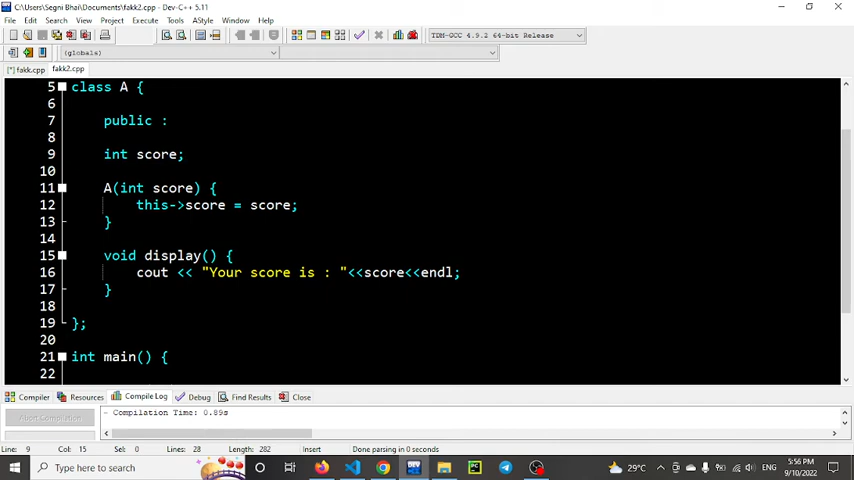 C:\Users\Segni Bhai\Documents\fakk2.cpp - Dev-C++ 5.11
File Edit Search View Project Execute Tools AStyle Window Help
TDM-GCC 4.9.2 64-bit Release
(globals)
[*] fakk.cpp fakk2.cpp
5 class A {
6
7 public :
8
9 int score;
10
11 A(int score) {
12 this->score = score;
13 }
14
15 void display() {
16 cout << "Your score is : "<<score<<endl;
17 }
18
19 };
20
21 int main() {
22
Compiler Resources Compile Log Debug Find Results Close
Abort Compilation
- Compilation Time: 0.89s
Line: 9 Col: 15 Sel: 0 Lines: 28 Length: 282 Insert Done parsing in 0 seconds
Type here to search
29°C
ENG
5:56 PM
9/10/2022